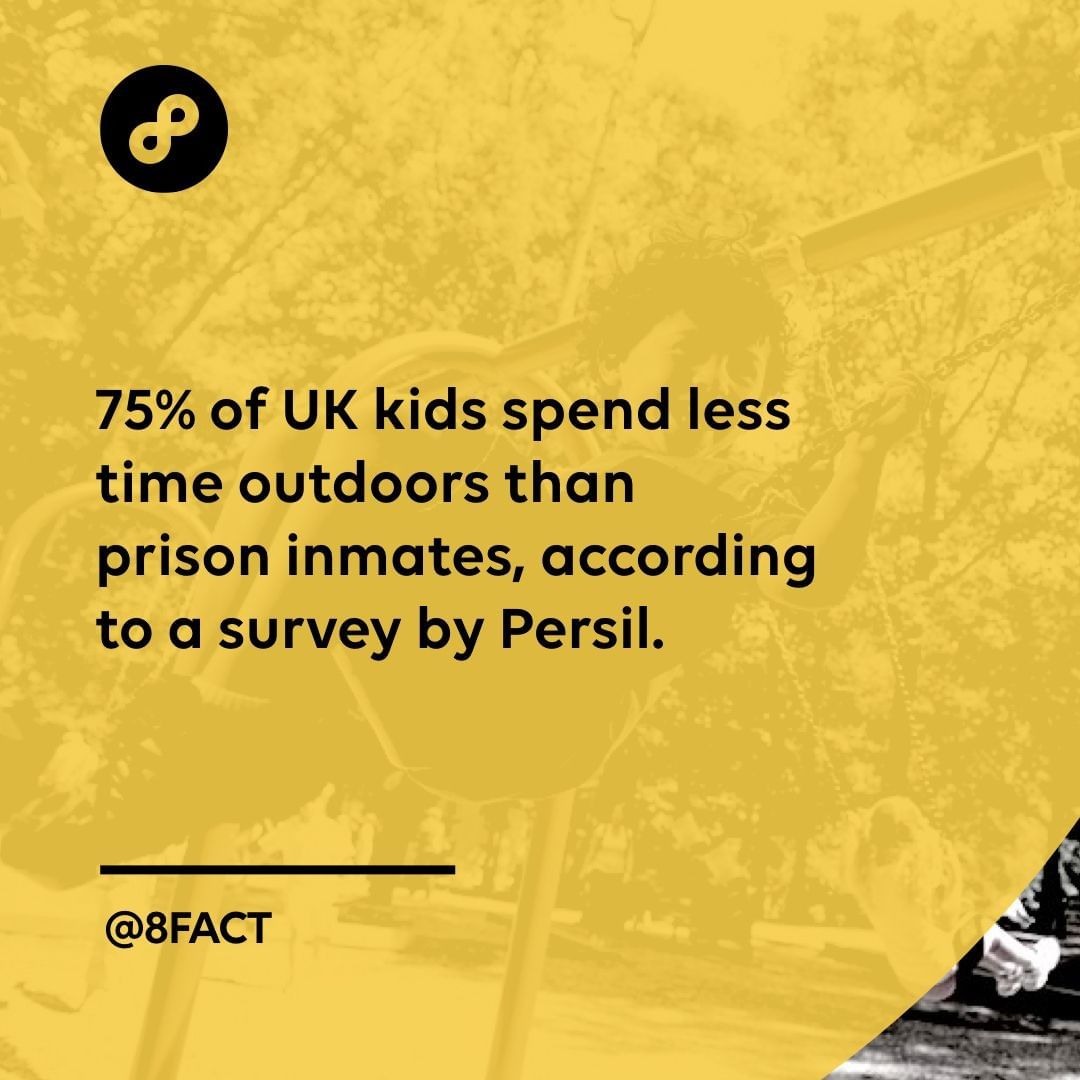 75% of UK kids spend less
time outdoors than
prison inmates, according
to a survey by Persil.
@8FACT